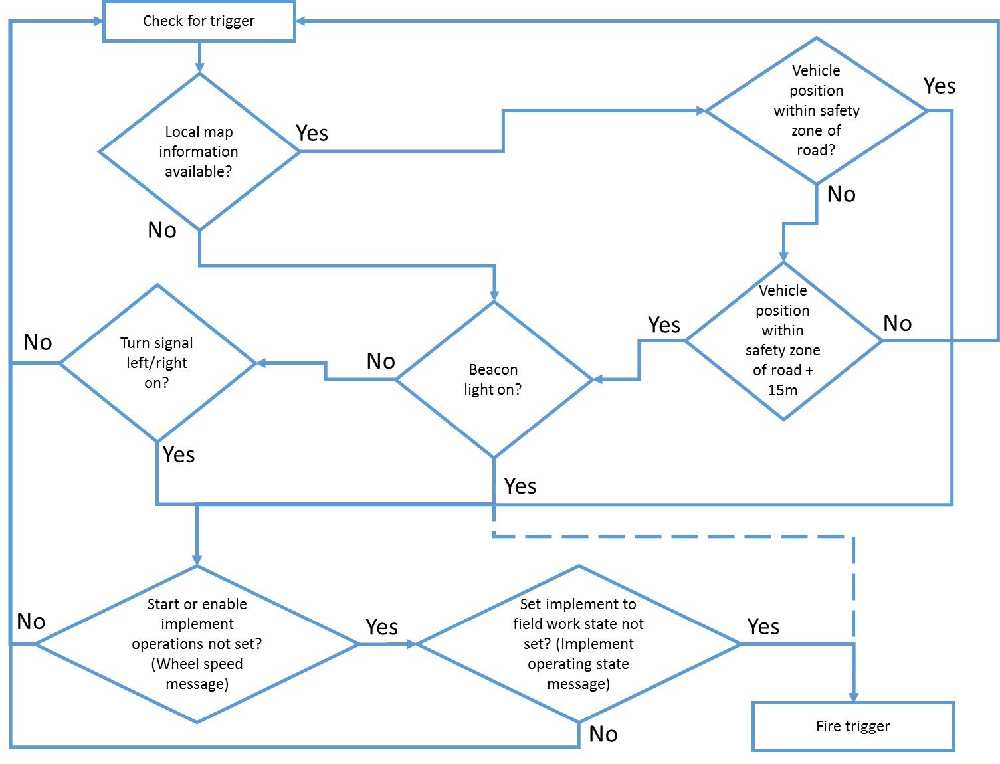 Check for trigger
Local map
information
available?
Yes
No
Vehicle
position
within safety
zone of
road?
Yes
No
Vehicle
position
within
safety zone
of road +
15m
Yes
No
Beacon
light on?
No
Yes
Turn signal
left/right
on?
No
Yes
Start or enable
implement
operations not set?
(Wheel speed
message)
No
Yes
Set implement to
field work state not
set? (Implement
operating state
message)
Yes
No
Fire trigger